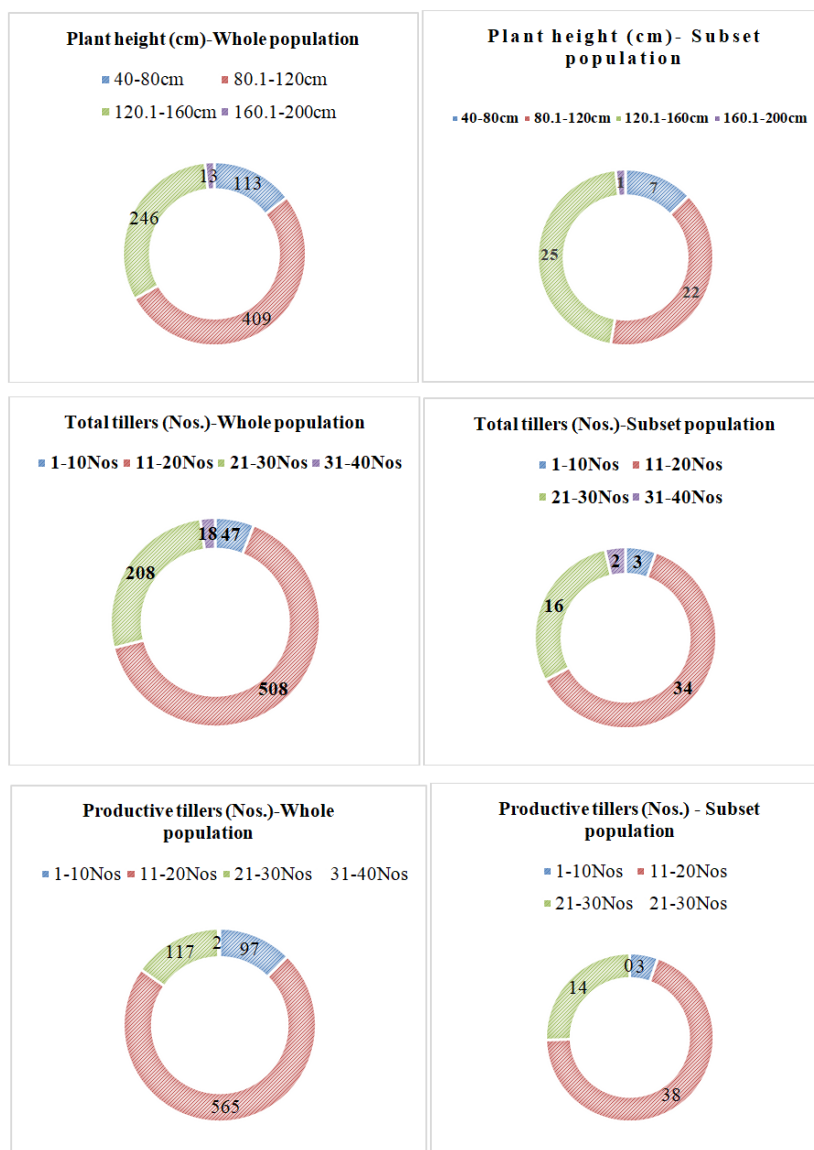 Plant height (cm)-Whole population
40-80cm 80.1-120cm
120.1-160cm 160.1-200cm
13 113
246
409
Plant height (cm)- Subset
population
40-80cm 80.1-120cm 120.1-160cm 160.1-200cm
1 7
25
22
Total tillers (Nos.)-Whole population
1-10Nos 11-20Nos 21-30Nos 31-40Nos
18 47
208
508
Total tillers (Nos.)-Subset population
1-10Nos 11-20Nos
21-30Nos 31-40Nos
2 3
16
34
Productive tillers (Nos.)-Whole
population
1-10Nos 11-20Nos 21-30Nos 31-40Nos
117 2 97
565
Productive tillers (Nos.) - Subset
population
1-10Nos 11-20Nos
21-30Nos 21-30Nos
0 3
14
38